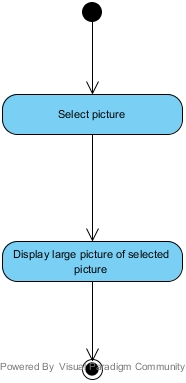 Select picture
Display large picture of selected
picture
Powered By Visual Paradigm Community